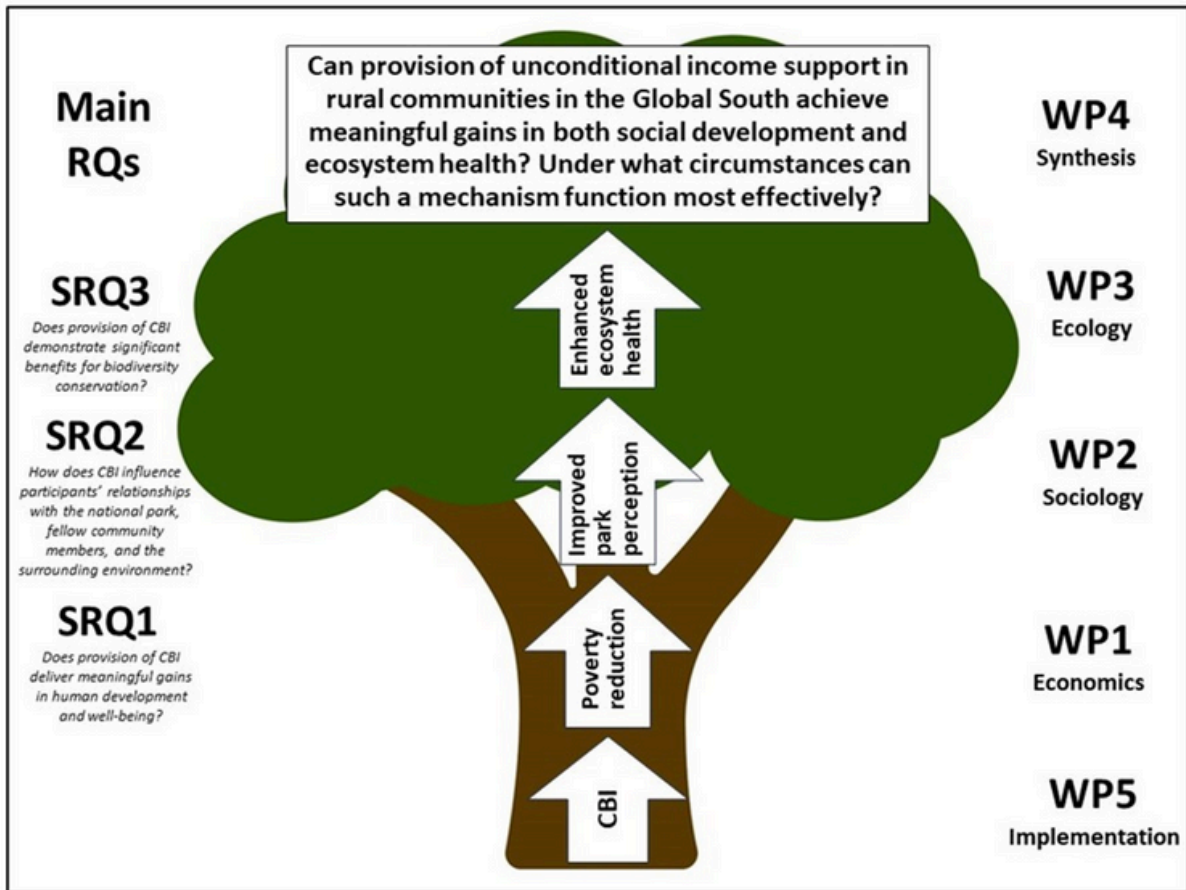 Main
RQs
Can provision of unconditional income support in
rural communities in the Global South achieve
meaningful gains in both social development and
ecosystem health? Under what circumstances can
such a mechanism function most effectively?
WP4
Synthesis
SRQ3
Does provision of CBI
demonstrate significant
benefits for biodiversity
conservation?
Enhanced
ecosystem
health
WP3
Ecology
SRQ2
How does CBI influence
participants' relationships
with the national park,
fellow community
members, and the
surrounding environment?
Improved
park
perception
WP2
Sociology
SRQ1
Does provision of CBI
deliver meaningful gains
in human development
and well-being?
Poverty
reduction
WP1
Economics
CBI
WP5
Implementation